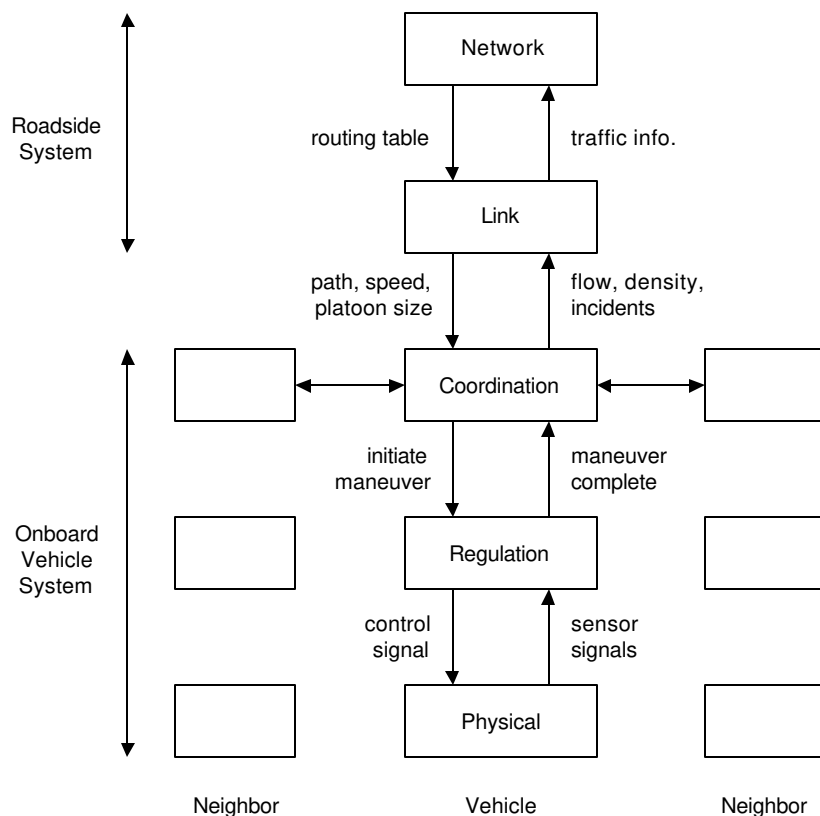 Network
Roadside
System
routing table
traffic info.
Link
path, speed,
platoon size
flow, density,
incidents
Coordination
initiate
maneuver
maneuver
complete
Onboard
Vehicle
System
Regulation
control
signal
sensor
signals
Physical
Neighbor
Vehicle
Neighbor